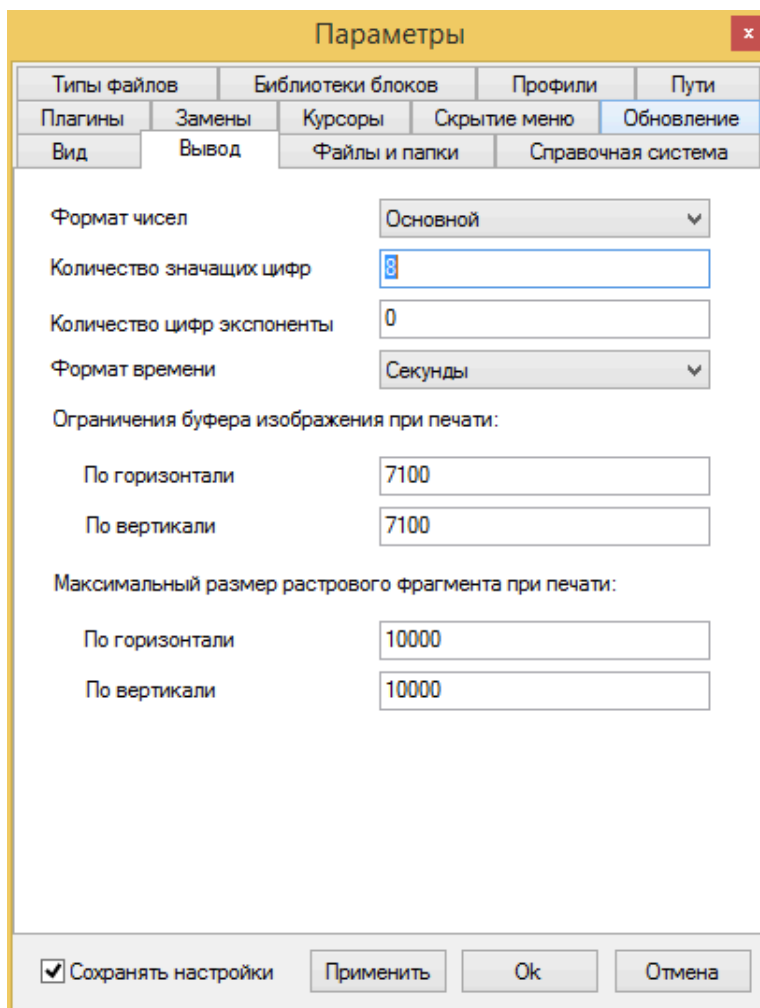 Параметры
x
Типы файлов Библиотеки блоков Профили Пути
Плагины Замены Курсоры Скрытие меню Обновление
Вид Вывод Файлы и папки Справочная система
Формат чисел Основной
Количество значащих цифр 8
Количество цифр экспоненты 0
Формат времени Секунды
Ограничения буфера изображения при печати:
По горизонтали 7100
По вертикали 7100
Максимальный размер растрового фрагмента при печати:
По горизонтали 10000
По вертикали 10000
Сохранять настройки Применить Ok Отмена